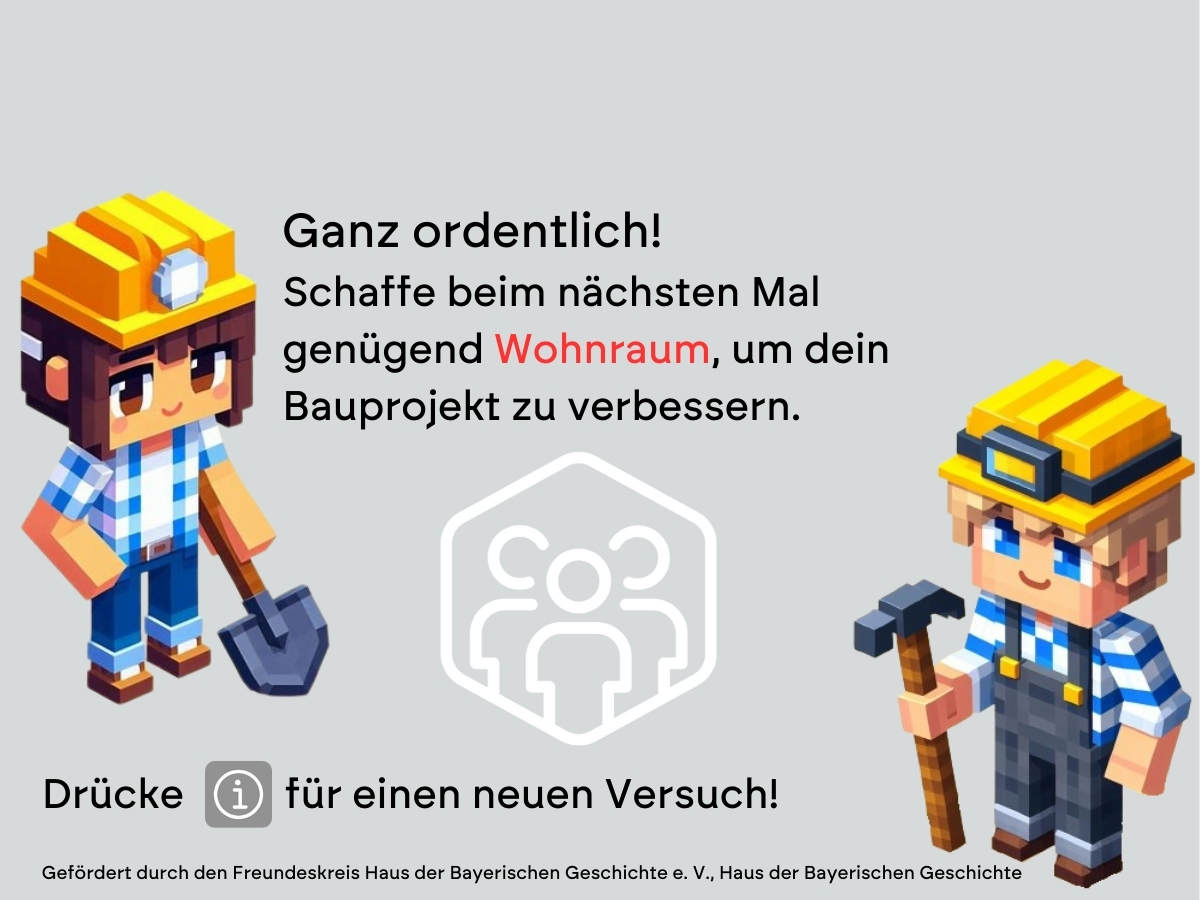 Ganz ordentlich!
Schaffe beim nächsten Mal
genügend Wohnraum, um dein
Bauprojekt zu verbessern.
Drücke i für einen neuen Versuch!
Gefördert durch den Freundeskreis Haus der Bayerischen Geschichte e. V., Haus der Bayerischen Geschichte